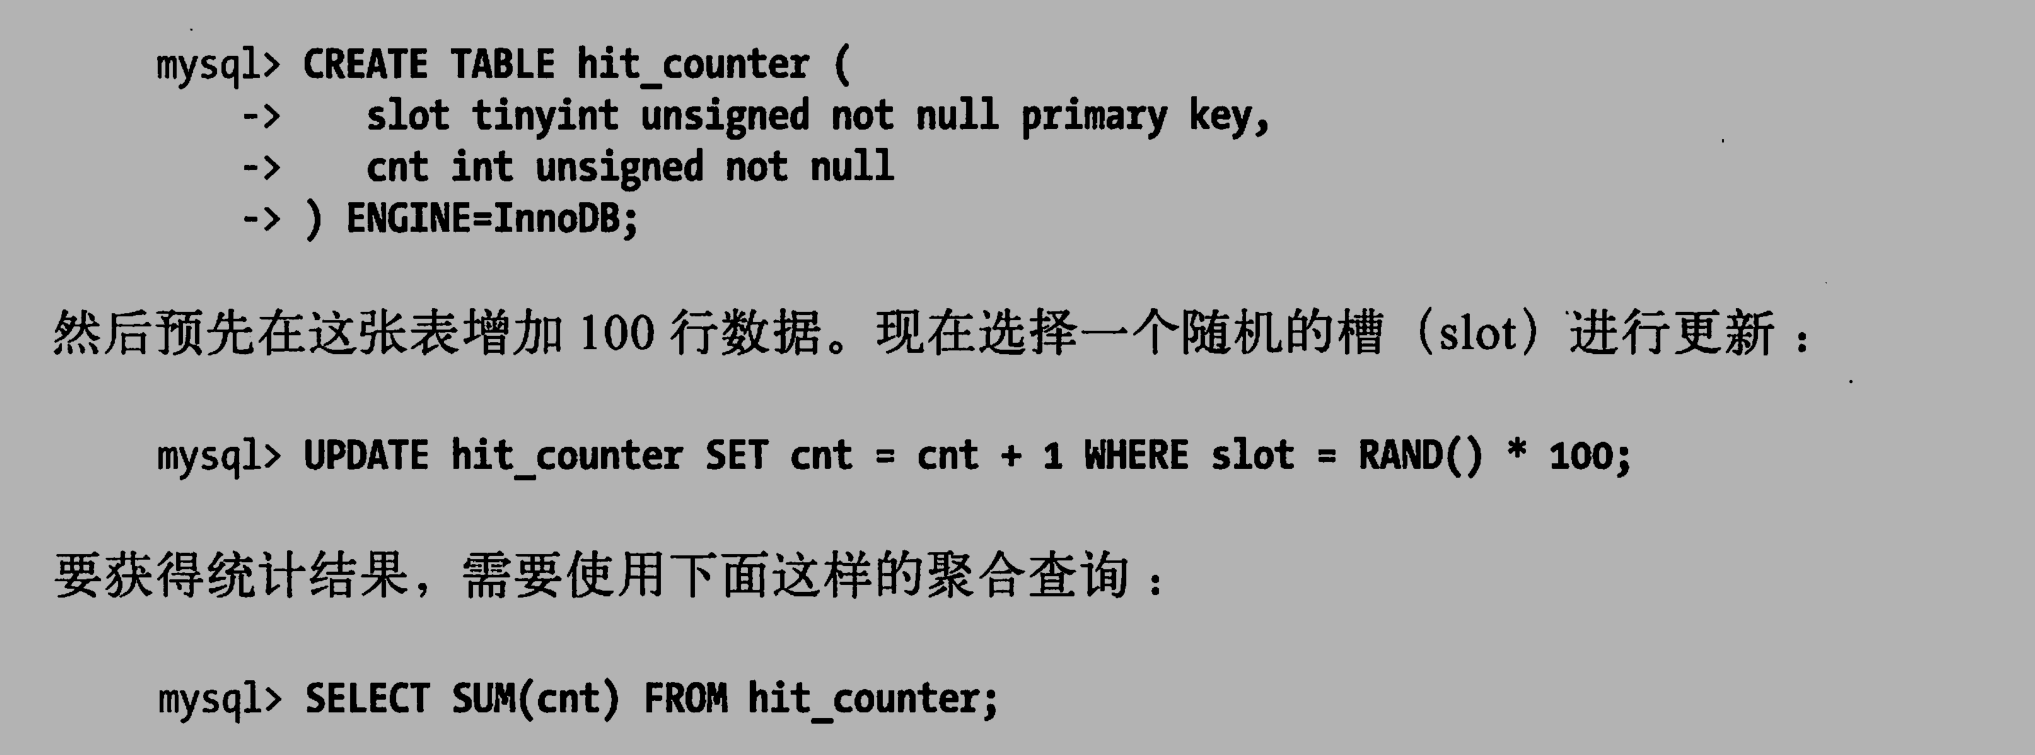 mysql> CREATE TABLE hit_counter (
-> slot tinyint unsigned not null primary key,
-> cnt int unsigned not null
-> ) ENGINE=InnoDB;
然后预先在这张表增加 100 行数据。现在选择一个随机的槽（slot）进行更新：
mysql> UPDATE hit_counter SET cnt = cnt + 1 WHERE slot = RAND() * 100;
要获得统计结果，需要使用下面这样的聚合查询：
mysql> SELECT SUM(cnt) FROM hit_counter;